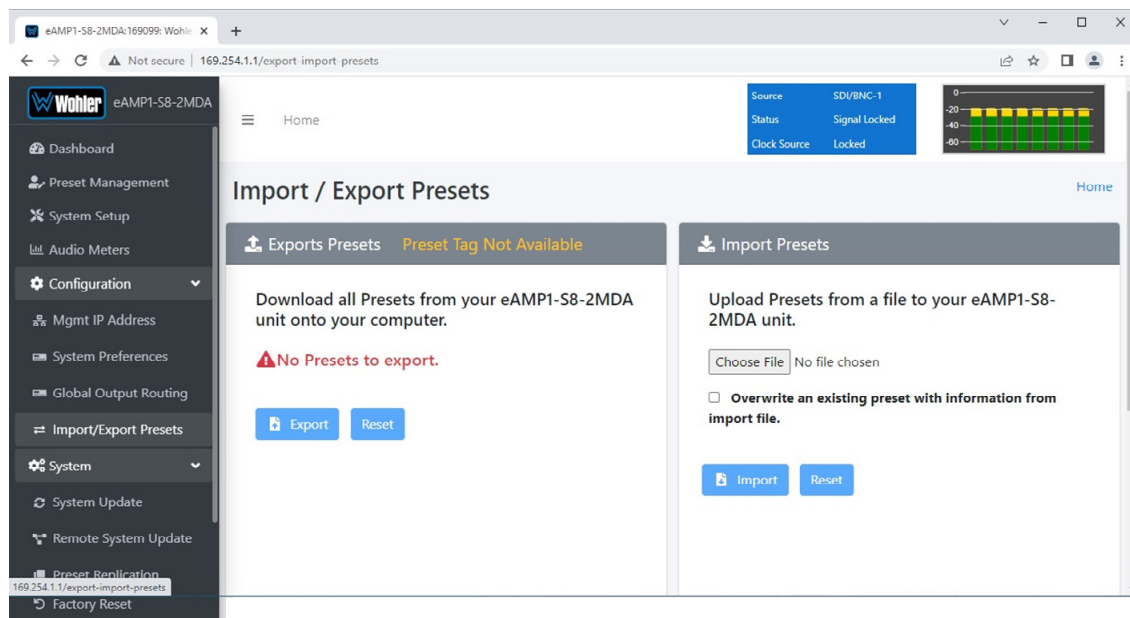 eAMP1-S8-2MDA:169099: Wohle
Not secure | 169.254.1.1/export-import-presets
Wohler eAMP1-S8-2MDA
Dashboard
Preset Management
System Setup
Audio Meters
Configuration
Mgmt IP Address
System Preferences
Global Output Routing
Import/Export Presets
System
System Update
Remote System Update
Preset Replication
169.254.1.1/export-import-presets
Factory Reset
Home
Source SDI/BNC-1
Status Signal Locked
Clock Source Locked
0
-20
-40
-60
Import / Export Presets
Home
Exports Presets Preset Tag Not Available
Download all Presets from your eAMP1-S8-2MDA
unit onto your computer.
No Presets to export.
Export Reset
Import Presets
Upload Presets from a file to your eAMP1-S8-
2MDA unit.
Choose File No file chosen
Overwrite an existing preset with information from
import file.
Import Reset